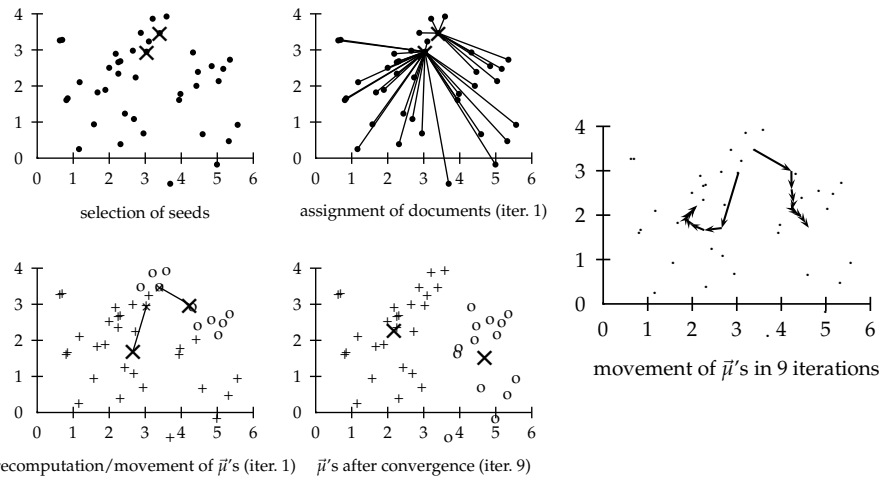 4
3
2
1
0
0 1 2 3 4 5 6
selection of seeds
4
3
2
1
0
0 1 2 3 4 5 6
assignment of documents (iter. 1)
4
3
2
1
0
0 1 2 3 4 5 6
ecomputation/movement of μ⃗'s (iter. 1)
4
3
2
1
0
0 1 2 3 4 5 6
μ⃗'s after convergence (iter. 9)
4
3
2
1
0
0 1 2 3 4 5 6
movement of μ⃗'s in 9 iterations